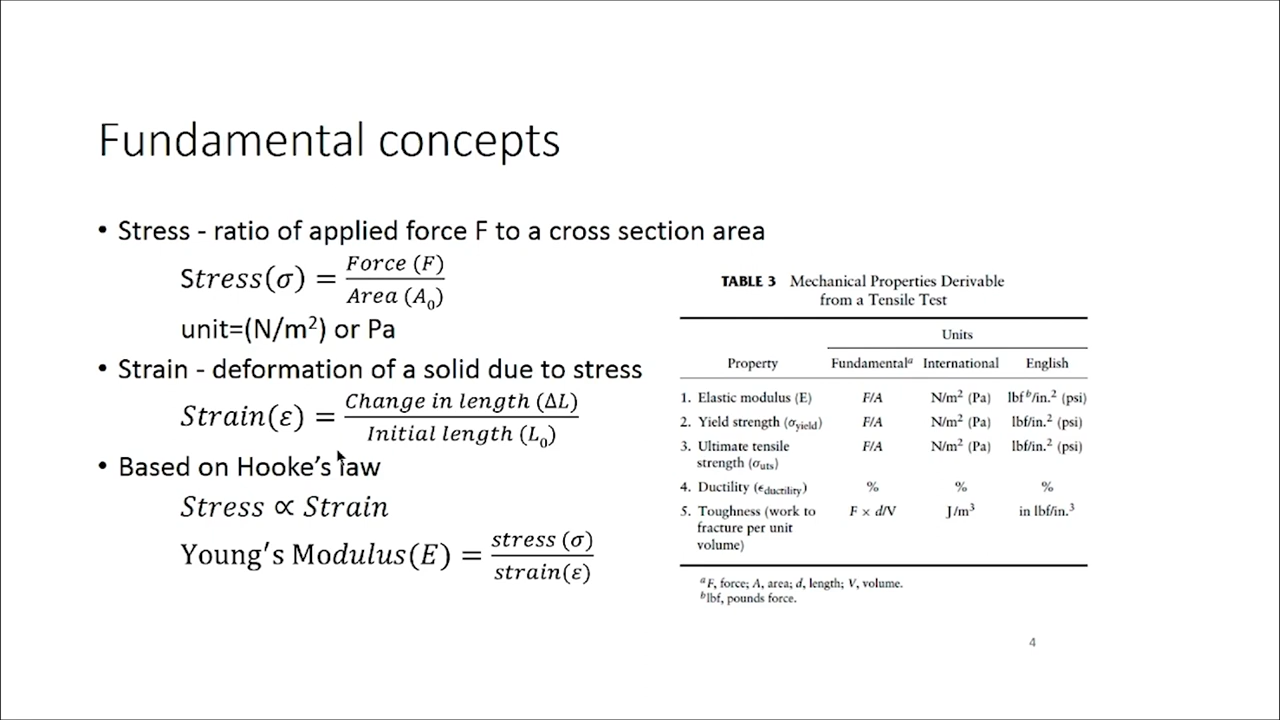 Fundamental concepts
• Stress - ratio of applied force F to a cross section area
Stress(σ) = Force (F) / Area (A₀)
unit=(N/m²) or Pa
• Strain - deformation of a solid due to stress
Strain(ε) = Change in length (ΔL) / Initial length (L₀)
• Based on Hooke's law
Stress ∝ Strain
Young's Modulus(E) = stress (σ) / strain(ε)
TABLE 3 Mechanical Properties Derivable
from a Tensile Test
Units
Property Fundamentalᵃ International English
1. Elastic modulus (E) F/A N/m² (Pa) lbfᵇ/in.² (psi)
2. Yield strength (σyield) F/A N/m² (Pa) lbf/in.² (psi)
3. Ultimate tensile F/A N/m² (Pa) lbf/in.² (psi)
strength (σuts)
4. Ductility (ϵductility) % % %
5. Toughness (work to F × d/V J/m³ in lbf/in.³
fracture per unit
volume)
ᵃF, force; A, area; d, length; V, volume.
ᵇlbf, pounds force.
4